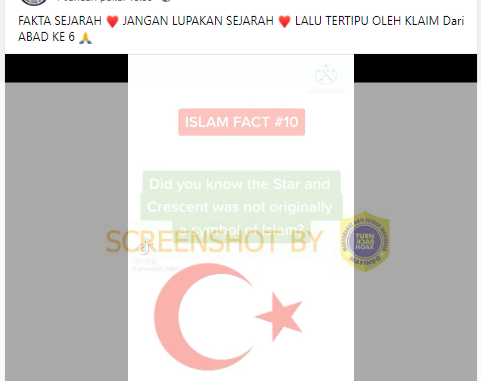 FAKTA SEJARAH ❤️ JANGAN LUPAKAN SEJARAH ❤️ LALU TERTIPU OLEH KLAIM Dari
ABAD KE 6 🙏
ISLAM FACT #10
Did you know the Star and
Crescent was not originally
a symbol of Islam?
SCREENSHOT BY
TURN
BACK
HOAX
MAFINDO